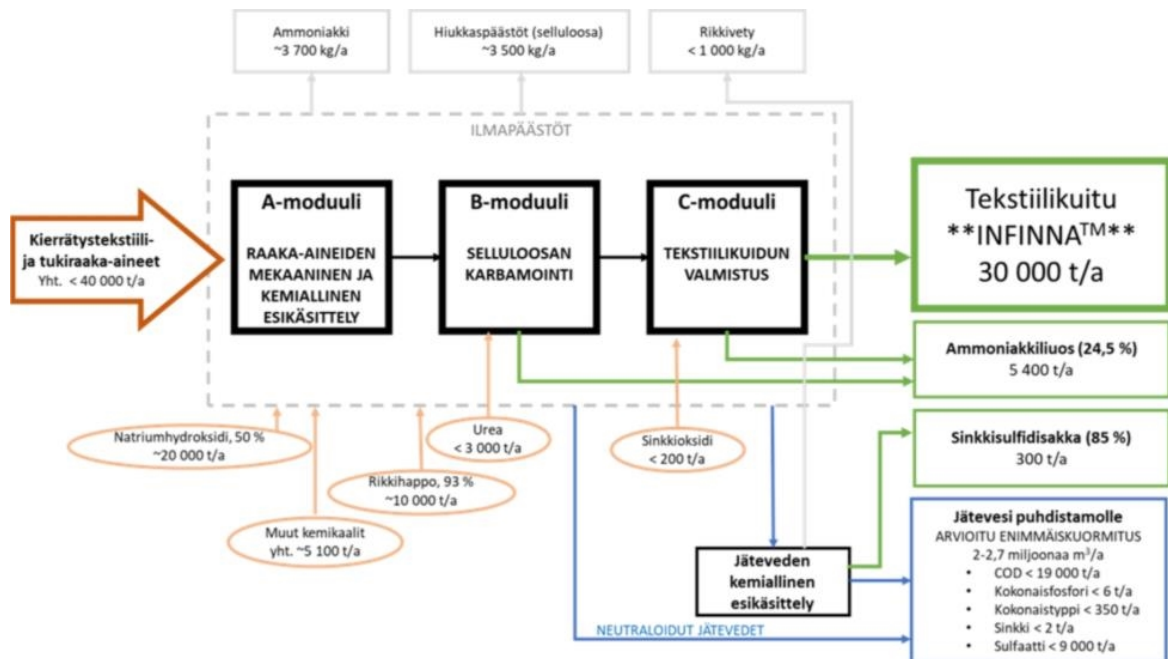 Ammoniakki
~3 700 kg/a
Hiukkaspäästöt (selluloosa)
~3 500 kg/a
Rikkivety
< 1 000 kg/a
ILMAPÄÄSTÖT
Kierrätystekstiili-
ja tukiraaka-aineet
Yht. < 40 000 t/a
A-moduuli
RAAKA-AINEIDEN
MEKAANINEN JA
KEMIALLINEN
ESIKÄSITTELY
B-moduuli
SELLULOOSAN
KARBAMOINTI
C-moduuli
TEKSTIILIKUIDUN
VALMISTUS
Tekstiilikuitu
**INFINNA™**
30 000 t/a
Ammoniakkiliuos (24,5 %)
5 400 t/a
Sinkkisulfidisakka (85 %)
300 t/a
Natriumhydroksidi, 50 %
~20 000 t/a
Muut kemikaalit
yht. ~5 100 t/a
Rikkihappo, 93 %
~10 000 t/a
Urea
< 3 000 t/a
Sinkkioksidi
< 200 t/a
Jäteveden
kemiallinen
esikäsittely
NEUTRALOIDUT JÄTEVEDET
Jätevesi puhdistamolle
ARVIOITU ENIMMÄISKUORMITUS
2-2,7 miljoonaa m³/a
• COD < 19 000 t/a
• Kokonaisfosfori < 6 t/a
• Kokonaistyppi < 350 t/a
• Sinkki < 2 t/a
• Sulfaatti < 9 000 t/a